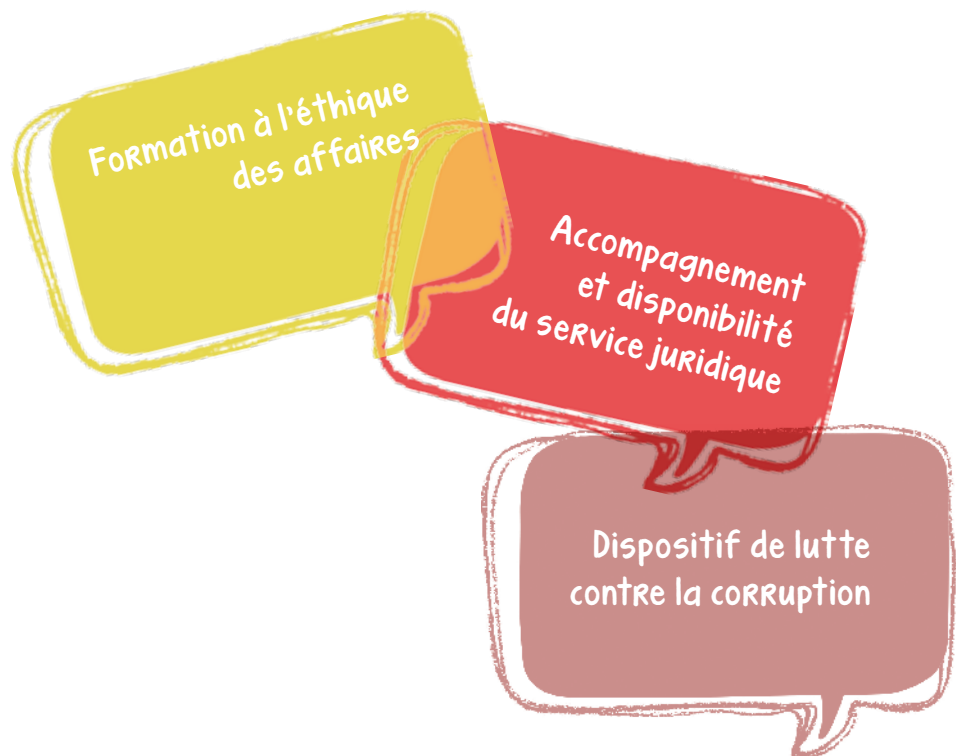 Formation à l'éthique
des affaires
Accompagnement
et disponibilité
du service juridique
Dispositif de lutte
contre la corruption